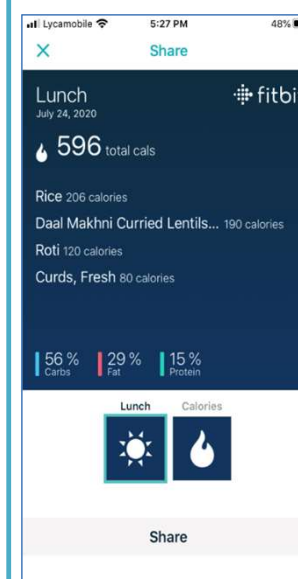 Lycamobile 5:27 PM 48%
Share
Lunch
fitbi
July 24, 2020
596 total cals
Rice 206 calories
Daal Makhni Curried Lentils... 190 calories
Roti 120 calories
Curds, Fresh 80 calories
56 % 29 % 15 %
Carbs Fat Protein
Lunch Calories
Share